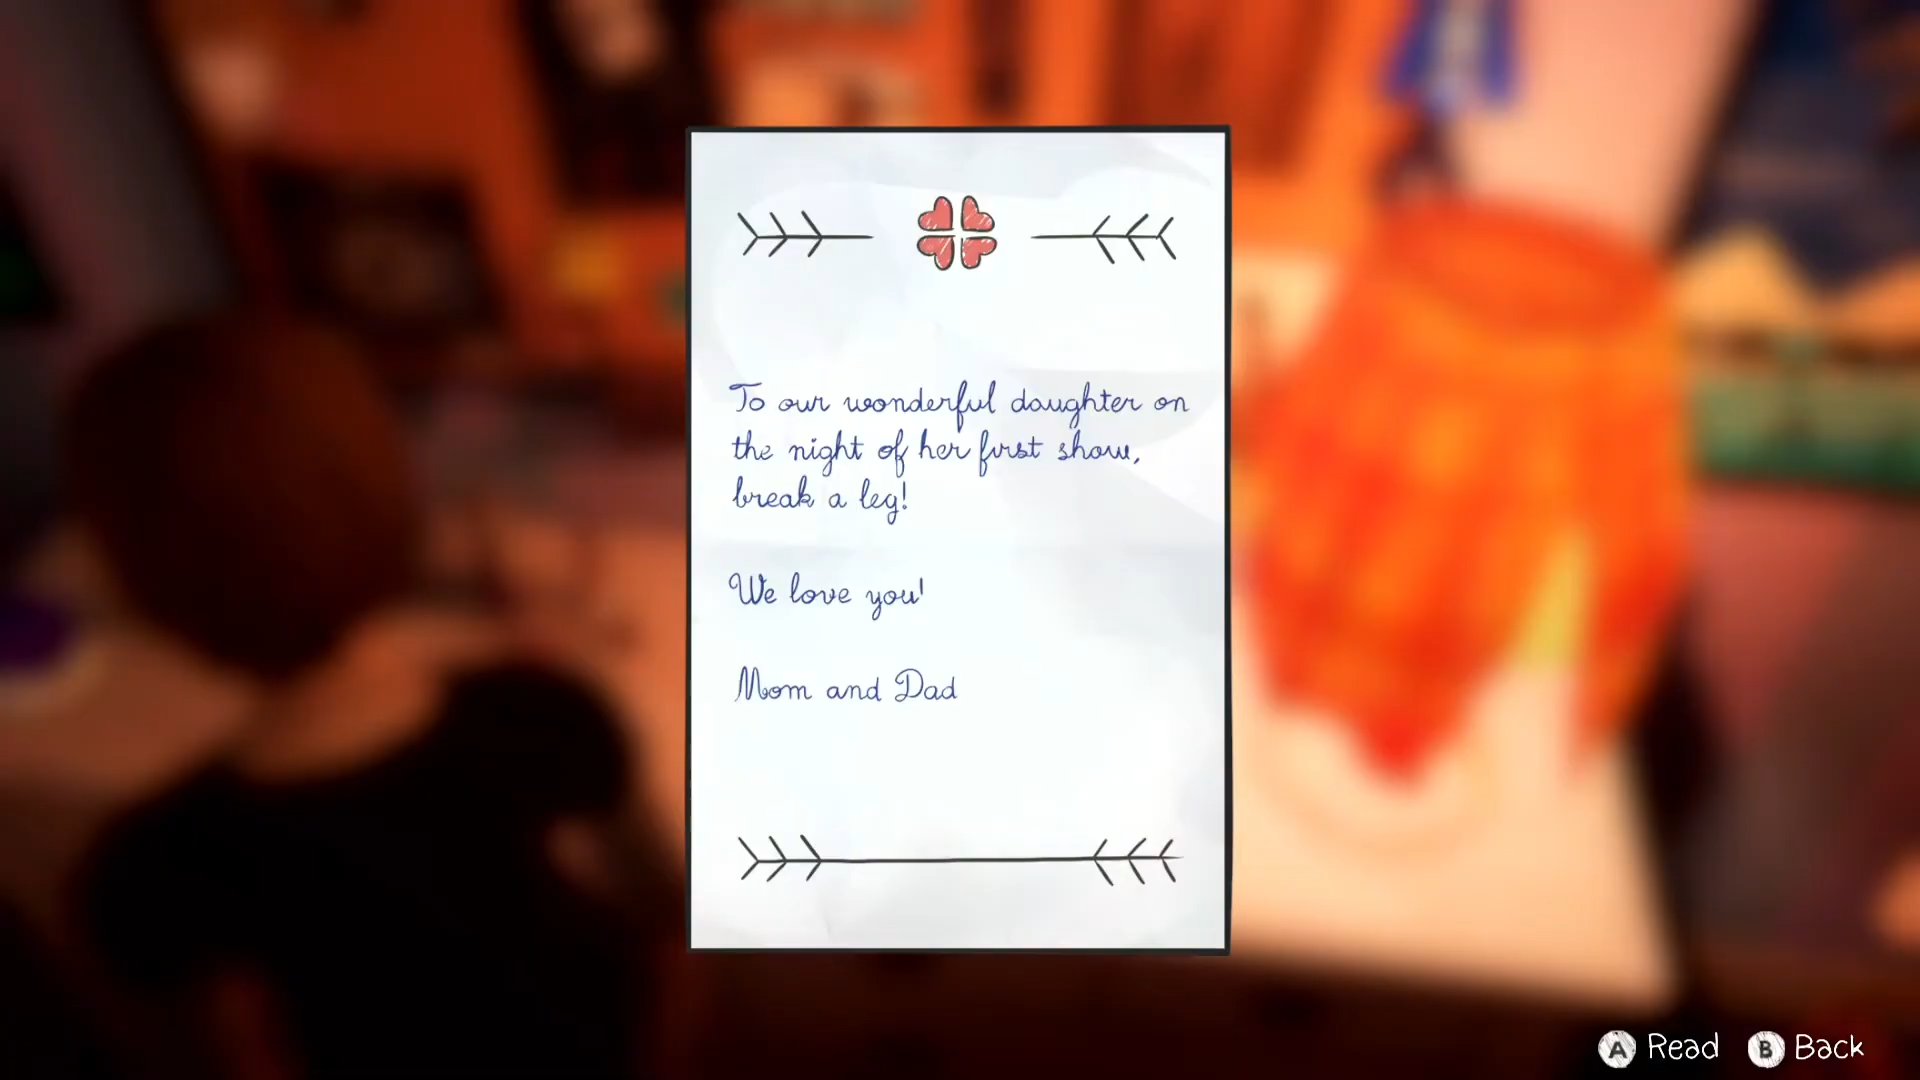 To our wonderful daughter on
the night of her first show,
break a leg!
We love you!
Mom and Dad
A Read B Back